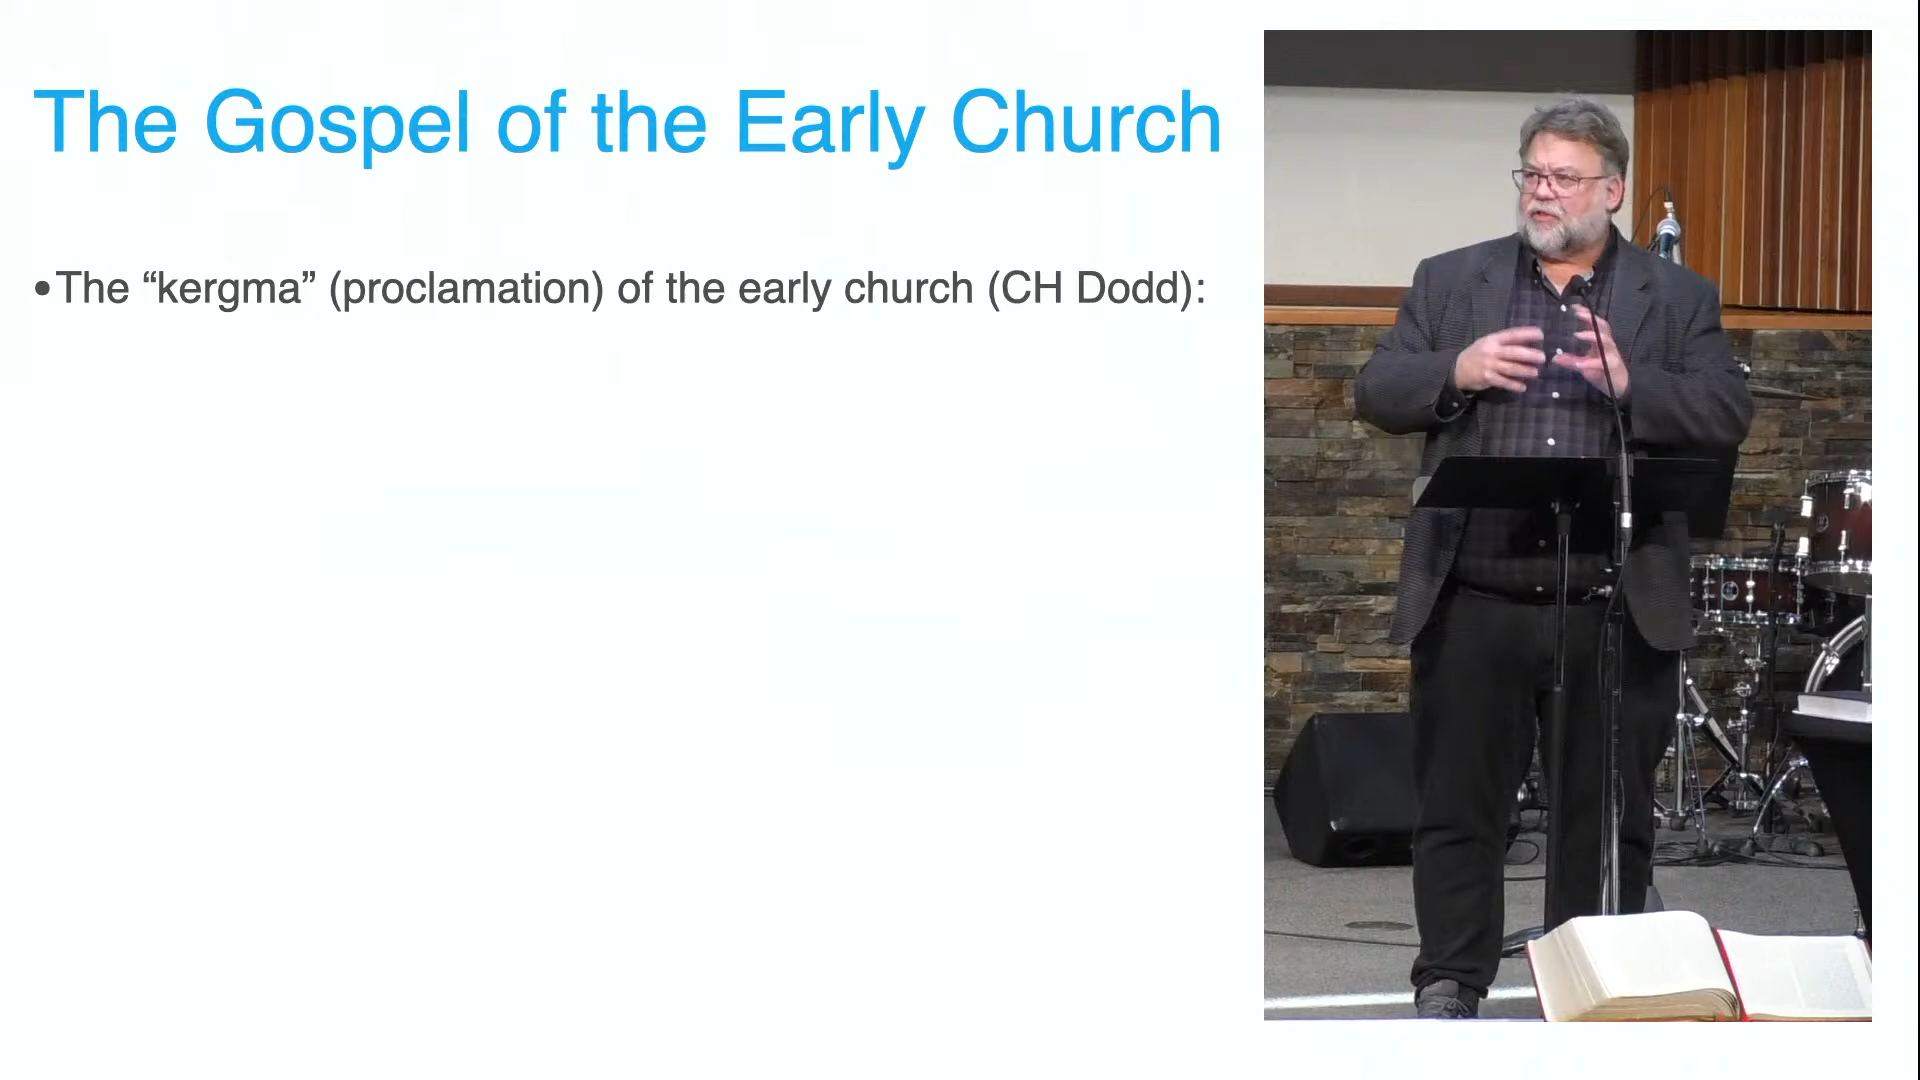 The Gospel of the Early Church
•The “kergma” (proclamation) of the early church (CH Dodd):